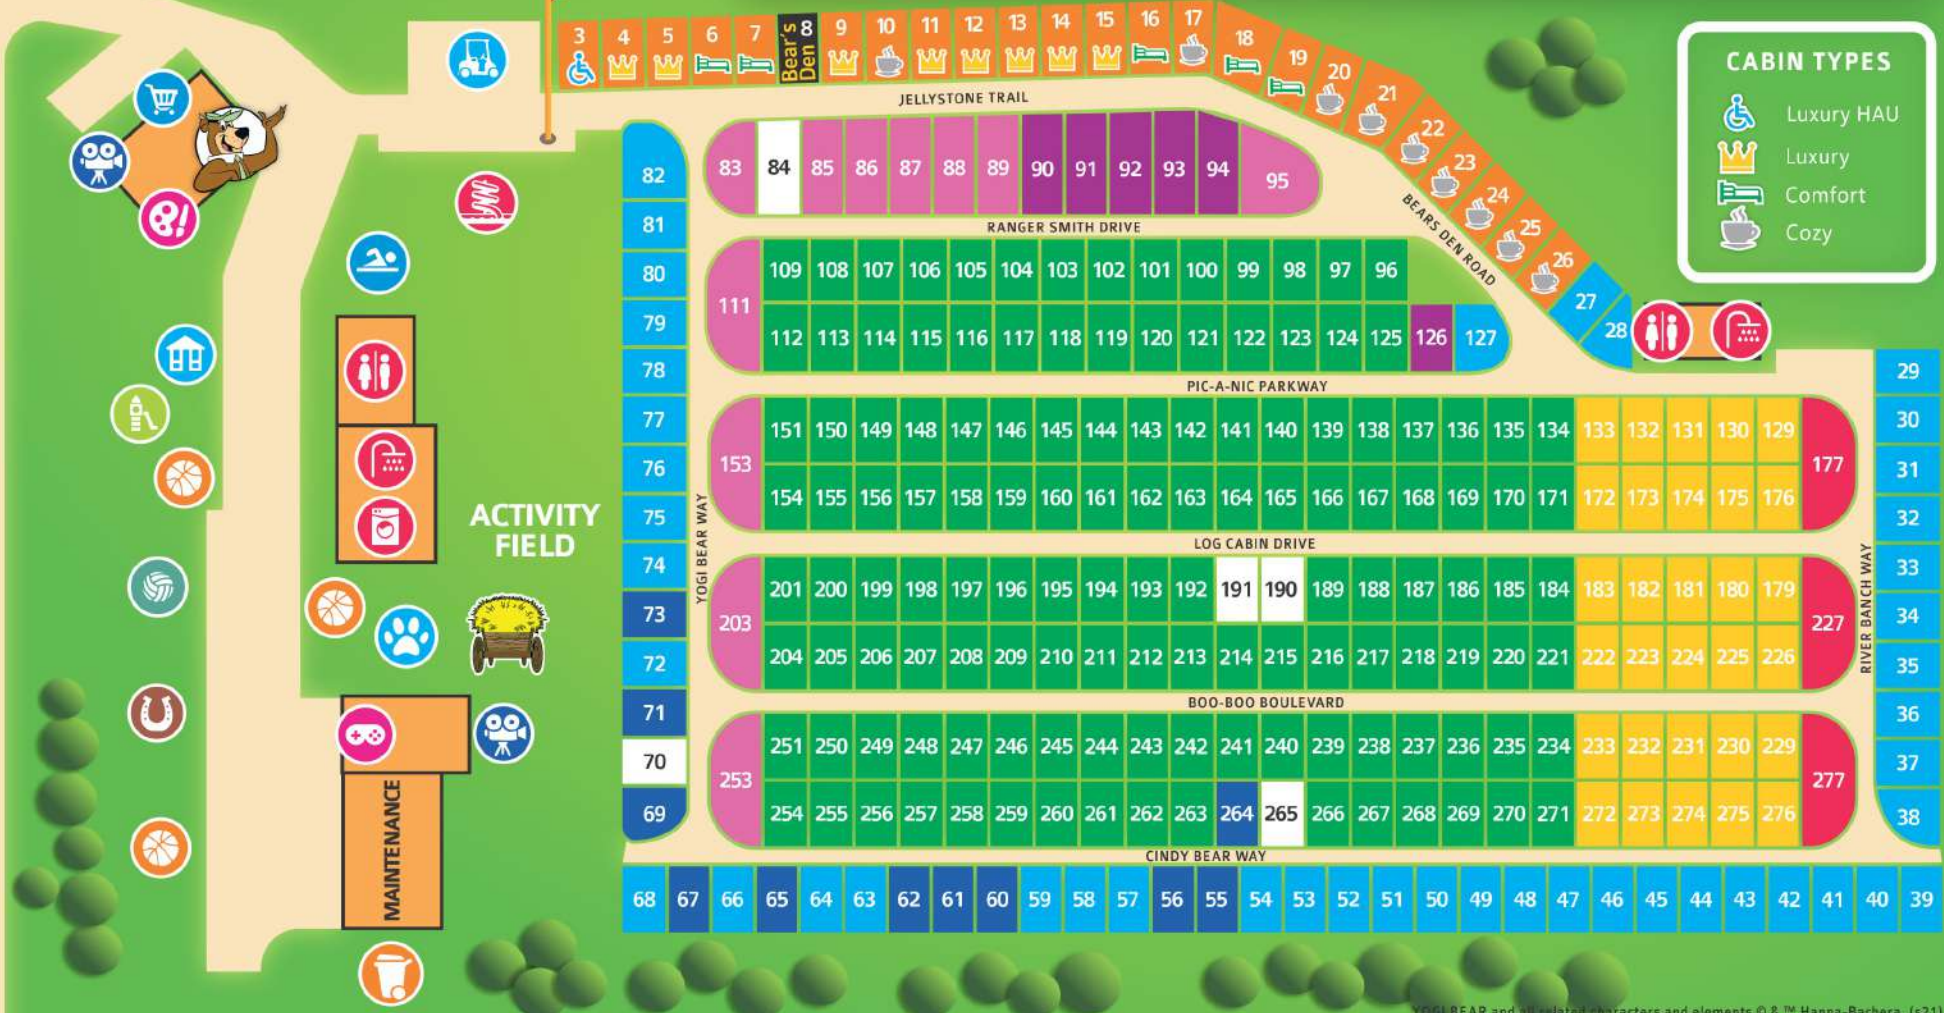 3 4 5 6 7 Bear's Den 8 9 10 11 12 13 14 15 16 17
18 19 20 21 22 23 24 25 26 27 28
CABIN TYPES
Luxury HAU
Luxury
Comfort
Cozy
JELLYSTONE TRAIL
83 84 85 86 87 88 89 90 91 92 93 94 95
RANGER SMITH DRIVE
BEARS DEN ROAD
109 108 107 106 105 104 103 102 101 100 99 98 97 96
111
112 113 114 115 116 117 118 119 120 121 122 123 124 125 126 127
PIC-A-NIC PARKWAY
151 150 149 148 147 146 145 144 143 142 141 140 139 138 137 136 135 134 133 132 131 130 129
153
177
154 155 156 157 158 159 160 161 162 163 164 165 166 167 168 169 170 171 172 173 174 175 176
LOG CABIN DRIVE
201 200 199 198 197 196 195 194 193 192 191 190 189 188 187 186 185 184 183 182 181 180 179
203
227
204 205 206 207 208 209 210 211 212 213 214 215 216 217 218 219 220 221 222 223 224 225 226
BOO-BOO BOULEVARD
251 250 249 248 247 246 245 244 243 242 241 240 239 238 237 236 235 234 233 232 231 230 229
253
277
254 255 256 257 258 259 260 261 262 263 264 265 266 267 268 269 270 271 272 273 274 275 276
CINDY BEAR WAY
68 67 66 65 64 63 62 61 60 59 58 57 56 55 54 53 52 51 50 49 48 47 46 45 44 43 42 41 40 39
82
81
80
79
78
77
76
75
74
73
72
71
70
69
YOGI BEAR WAY
ACTIVITY
FIELD
MAINTENANCE
RIVER BANCH WAY
29
30
31
32
33
34
35
36
37
38
YOGI BEAR and all related characters and elements © & ™ Hanna-Barbera. (s21)